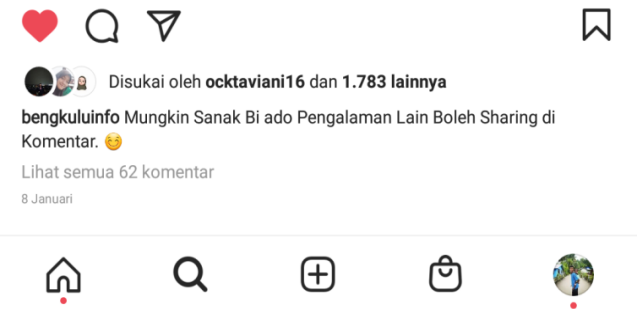 Disukai oleh ocktaviani16 dan 1.783 lainnya
bengkuluinfo Mungkin Sanak Bi ado Pengalaman Lain Boleh Sharing di
Komentar. 😊
Lihat semua 62 komentar
8 Januari